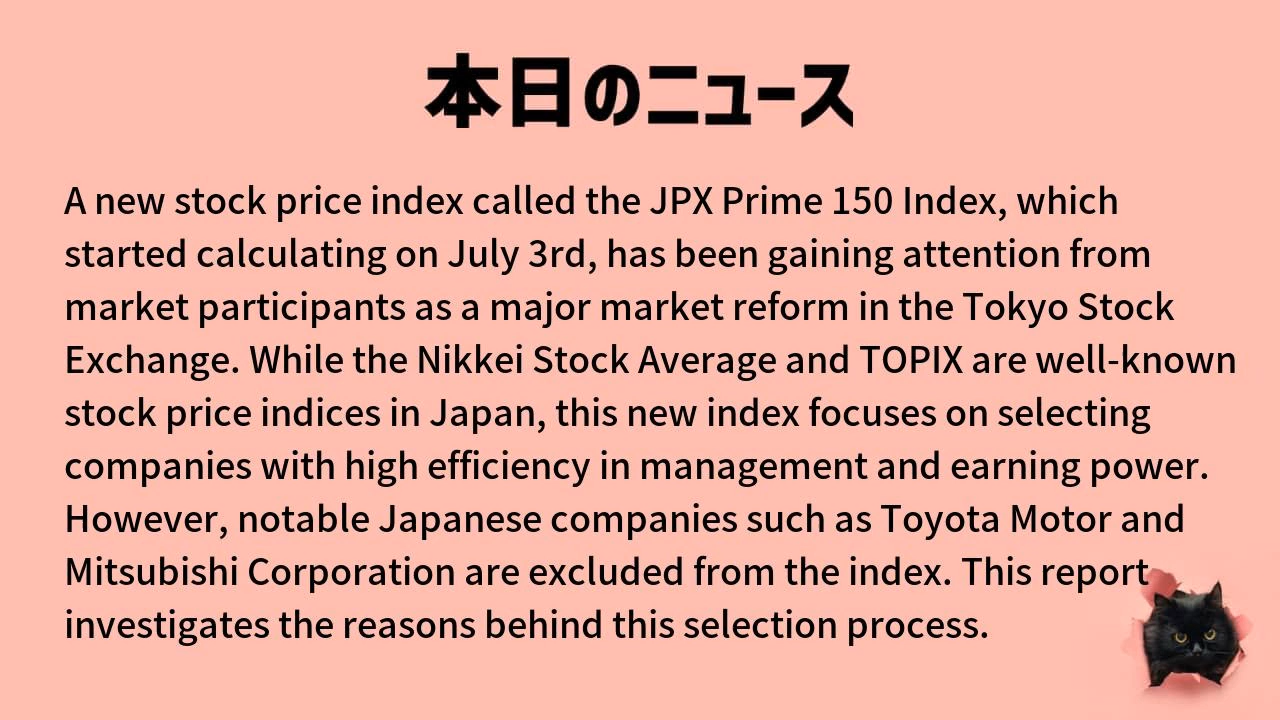 本日のニュース
A new stock price index called the JPX Prime 150 Index, which
started calculating on July 3rd, has been gaining attention from
market participants as a major market reform in the Tokyo Stock
Exchange. While the Nikkei Stock Average and TOPIX are well-known
stock price indices in Japan, this new index focuses on selecting
companies with high efficiency in management and earning power.
However, notable Japanese companies such as Toyota Motor and
Mitsubishi Corporation are excluded from the index. This report
investigates the reasons behind this selection process.